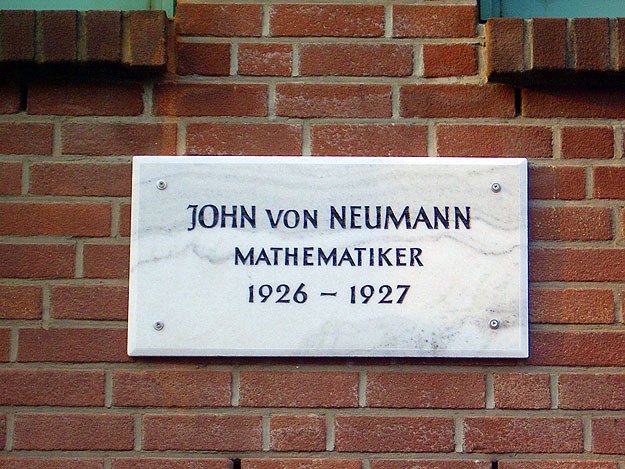 JOHN VON NEUMANN
MATHEMATIKER
1926 – 1927